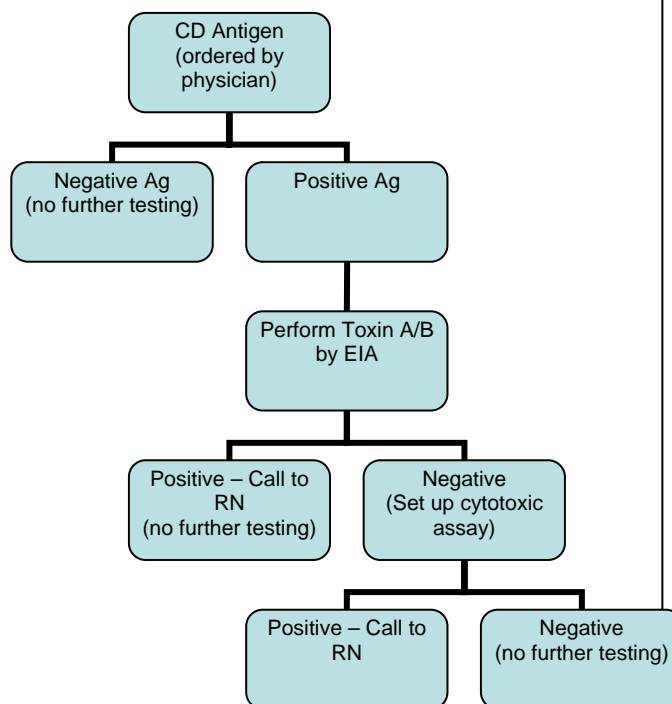 CD Antigen
(ordered by
physician)
Negative Ag
(no further testing)
Positive Ag
Perform Toxin A/B
by EIA
Positive – Call to
RN
(no further testing)
Negative
(Set up cytotoxic
assay)
Positive – Call to
RN
Negative
(no further testing)